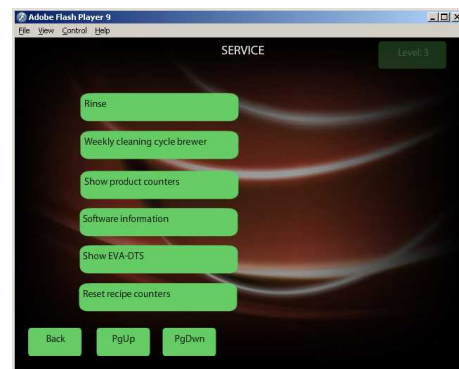 Adobe Flash Player 9
File View Control Help
SERVICE
Level: 3
Rinse
Weekly cleaning cycle brewer
Show product counters
Software information
Show EVA-DTS
Reset recipe counters
Back PgUp PgDwn